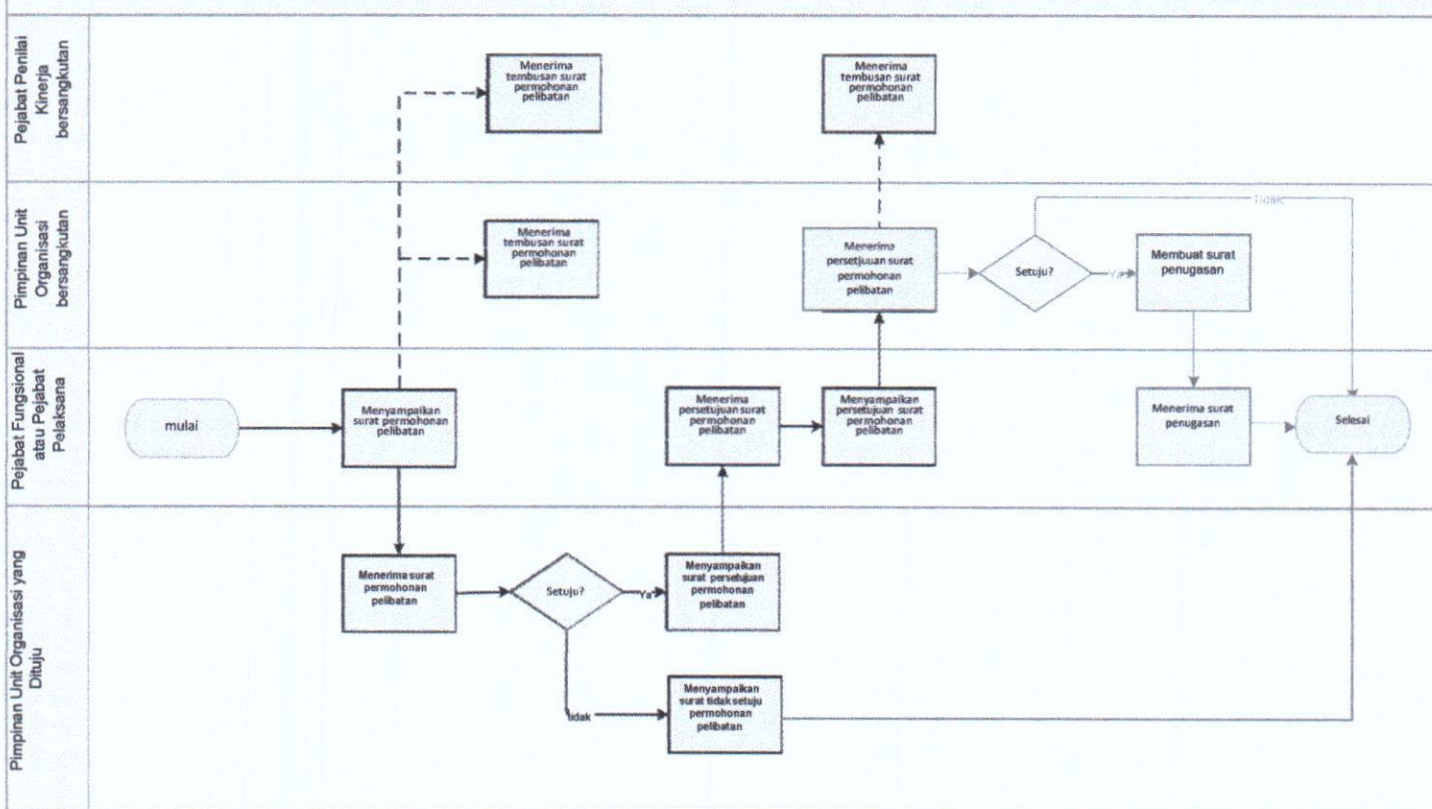 Pejabat Penilai
Kinerja
bersangkutan
Menerima
tembusan surat
permohonan
pelibatan
Menerima
tembusan surat
permohonan
pelibatan
Pimpinan Unit
Organisasi
bersangkutan
Menerima
tembusan surat
permohonan
pelibatan
Menerima
persetjuuan surat
permohonan
pelibatan
Setuju?
Tidak
Ya
Membuat surat
penugasan
Pejabat Fungsional
atau Pejabat
Pelaksana
mulai
Menyampaikan
surat permohonan
pelibatan
Menerima
persetujuan surat
permohonan
pelibatan
Menyampaikan
persetujuan surat
permohonan
pelibatan
Menerima surat
penugasan
Selesai
Pimpinan Unit Organisasi yang
Dituju
Menerima surat
permohonan
pelibatan
Setuju?
Ya
Menyampaikan
surat persetujuan
permohonan
pelibatan
tidak
Menyampaikan
surat tidak setuju
permohonan
pelibatan